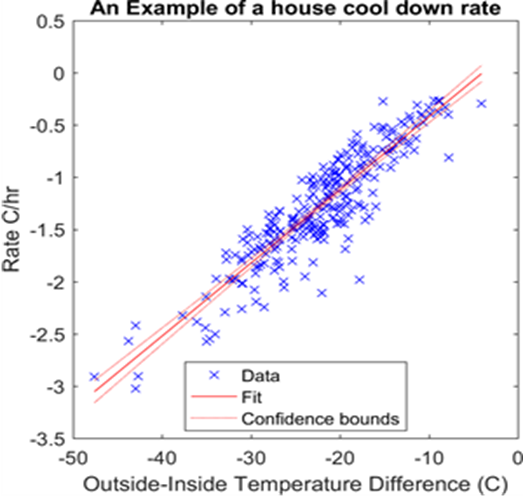 An Example of a house cool down rate
0.5
0
-0.5
-1
-1.5
-2
-2.5
-3
-3.5
Rate C/hr
Data
Fit
Confidence bounds
-50
-40
-30
-20
-10
0
Outside-Inside Temperature Difference (C)